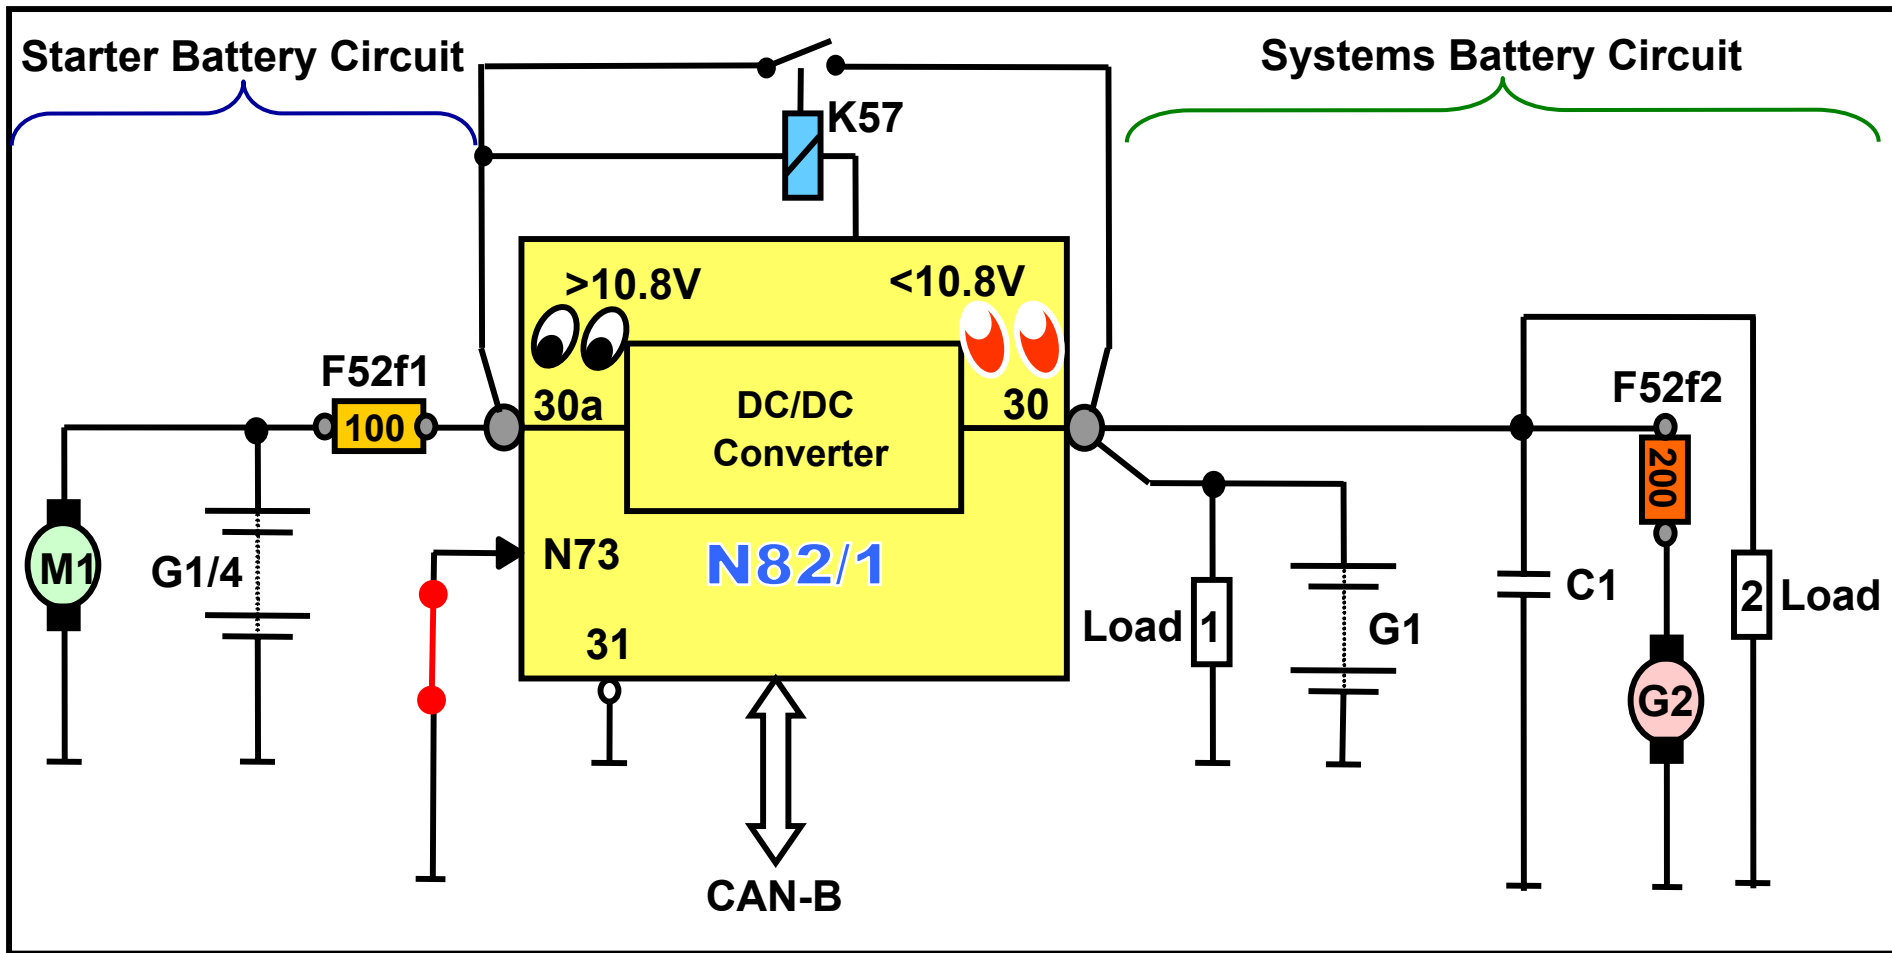 Starter Battery Circuit
Systems Battery Circuit
K57
>10.8V
<10.8V
F52f1
100
30a
DC/DC
Converter
30
F52f2
200
M1
G1/4
N73
N82/1
31
Load
1
G1
C1
2
Load
G2
CAN-B